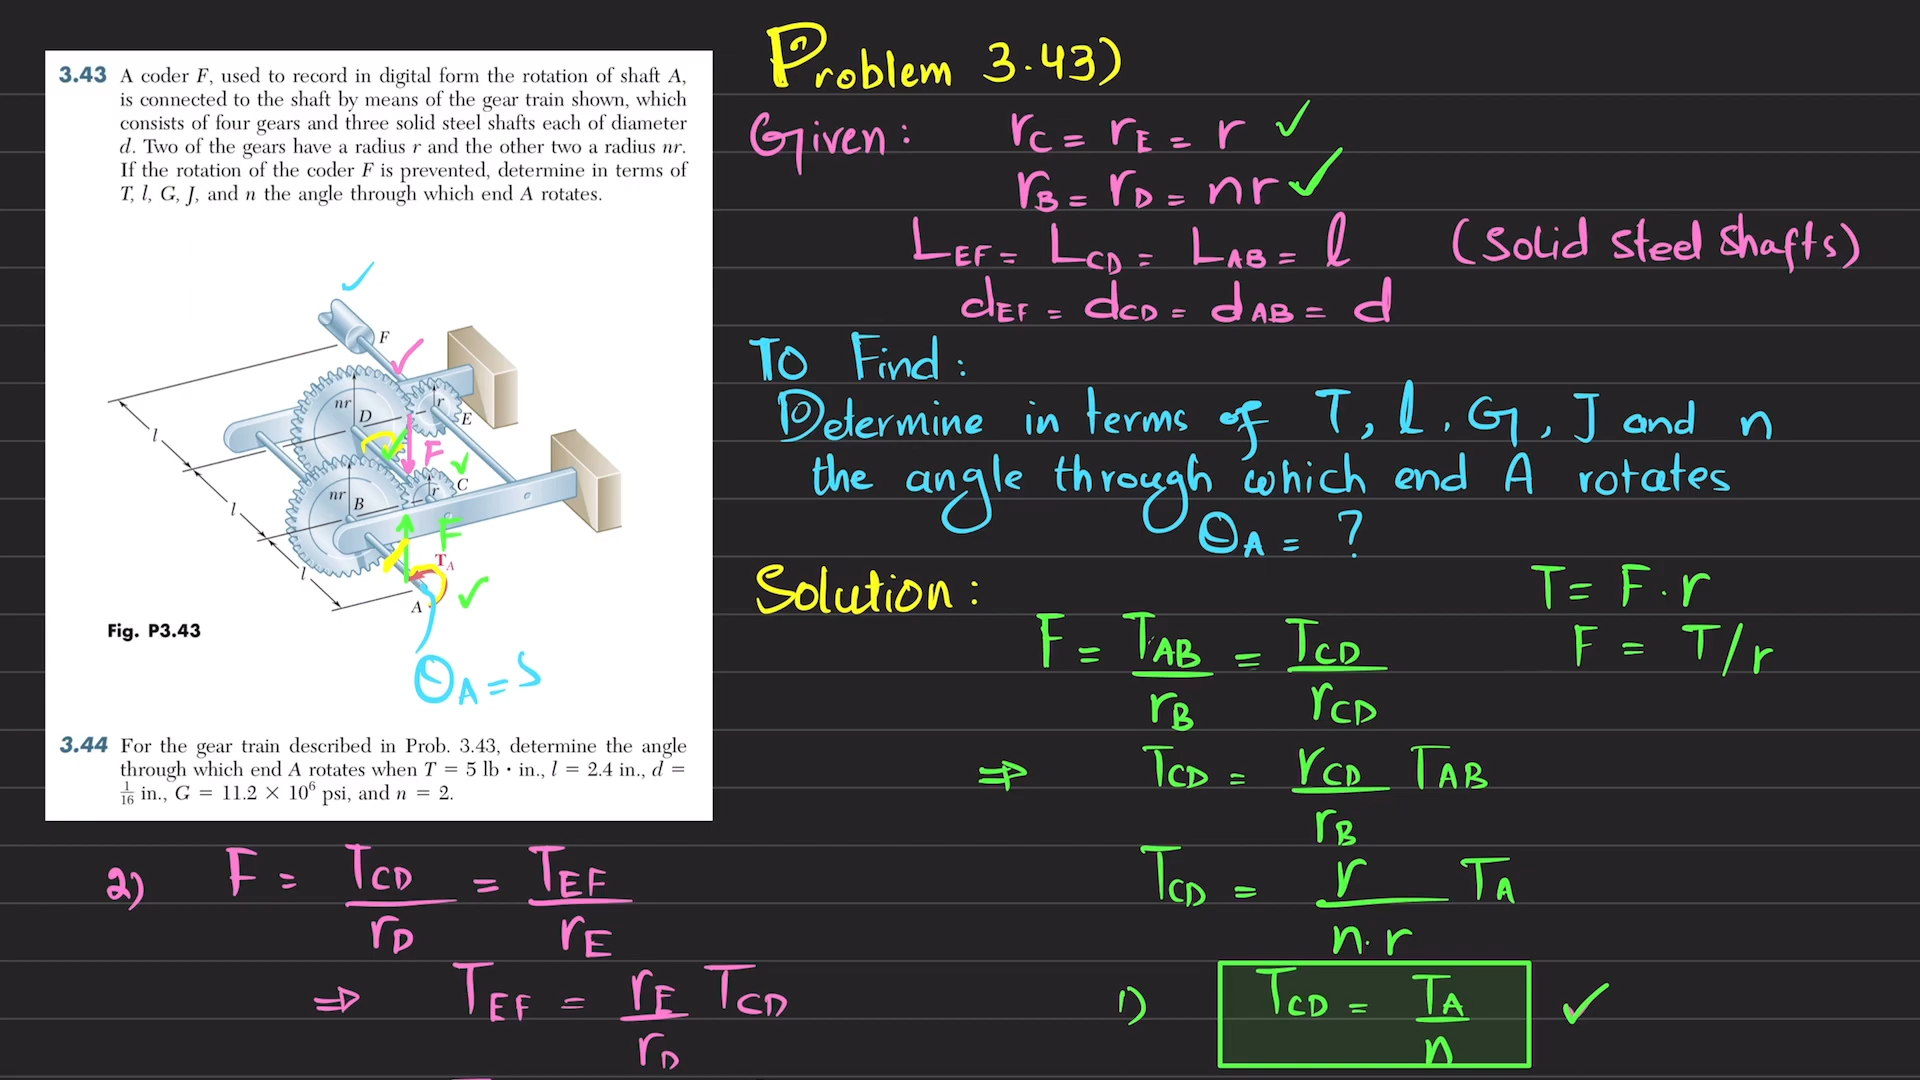 3.43 A coder F, used to record in digital form the rotation of shaft A,
is connected to the shaft by means of the gear train shown, which
consists of four gears and three solid steel shafts each of diameter
d. Two of the gears have a radius r and the other two a radius nr.
If the rotation of the coder F is prevented, determine in terms of
T, l, G, J, and n the angle through which end A rotates.
F
nr
D
r
E
l
F
nr
B
r
C
l
F
T_A
l
A
Fig. P3.43
θ_A = S
3.44 For the gear train described in Prob. 3.43, determine the angle
through which end A rotates when T = 5 lb · in., l = 2.4 in., d =
1/16 in., G = 11.2 × 10⁶ psi, and n = 2.
Problem 3.43)
Given: r_C = r_E = r ✓
r_B = r_D = nr ✓
L_EF = L_CD = L_AB = l (Solid Steel Shafts)
d_EF = d_CD = d_AB = d
To Find:
Determine in terms of T, l, G, J and n
the angle through which end A rotates
θ_A = ?
Solution:
T = F · r
F = T/r
F = T_AB / r_B = T_CD / r_CD
⇒ T_CD = r_CD / r_B T_AB
T_CD = r / n·r T_A
1) T_CD = T_A / n ✓
2) F = T_CD / r_D = T_EF / r_E
⇒ T_EF = r_E / r_D T_CD